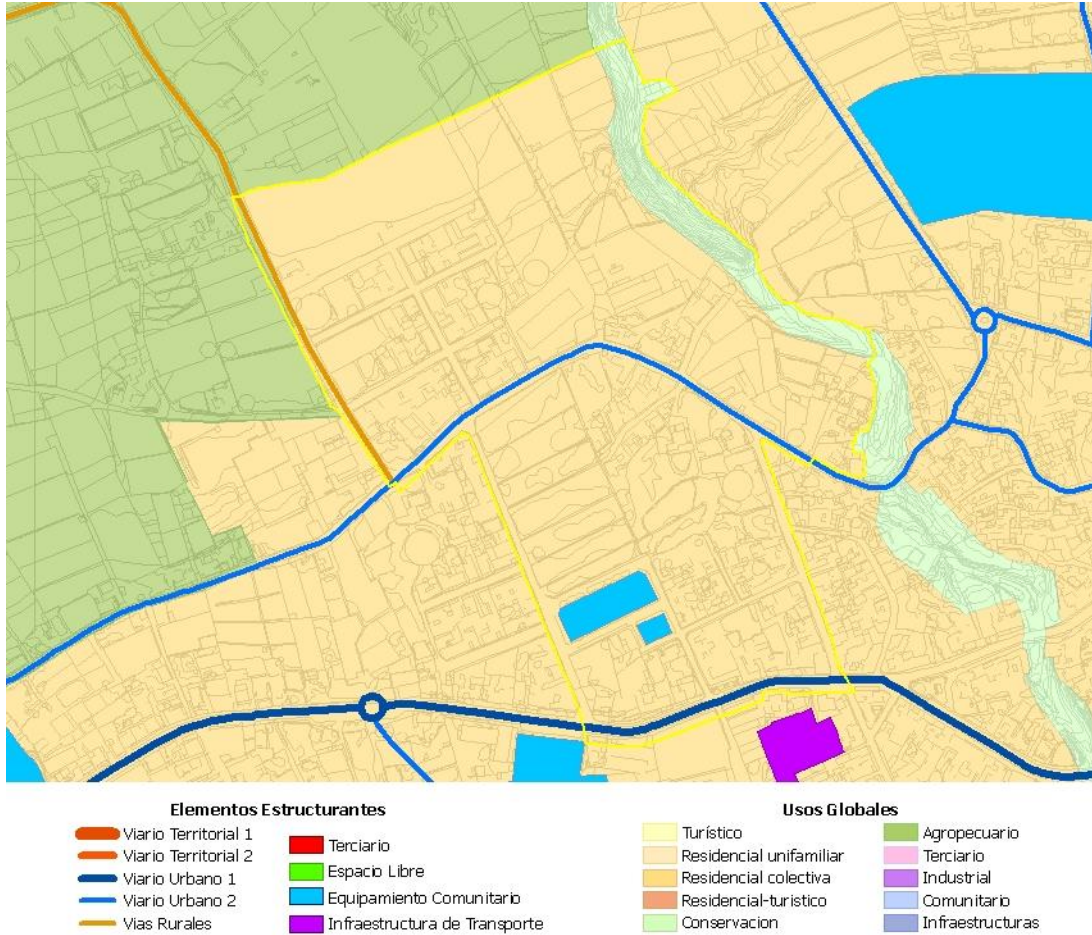 Elementos Estructurantes
Viario Territorial 1
Viario Territorial 2
Viario Urbano 1
Viario Urbano 2
Vias Rurales
Terciario
Espacio Libre
Equipamiento Comunitario
Infraestructura de Transporte
Usos Globales
Turístico
Residencial unifamiliar
Residencial colectiva
Residencial-turistico
Conservacion
Agropecuario
Terciario
Industrial
Comunitario
Infraestructuras